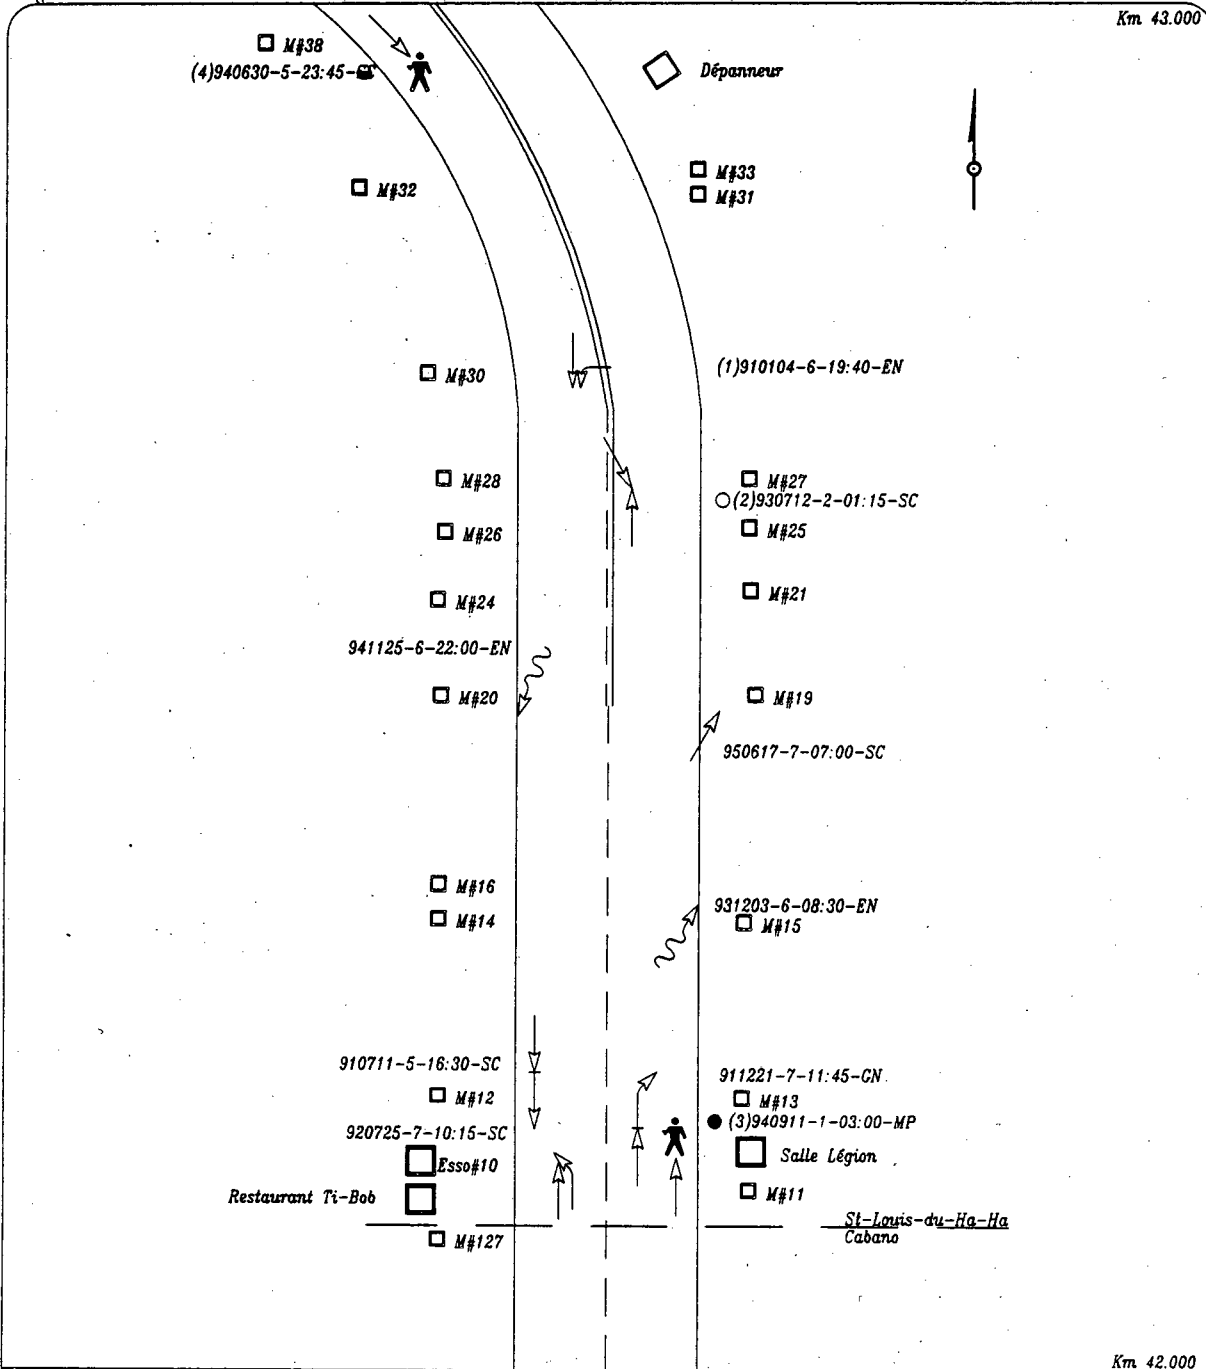 Km 43.000
M#38
(4)940630-5-23:45-
Dépanneur
M#33
M#32
M#31
(1)910104-6-19:40-EN
M#30
M#28
M#27
(2)930712-2-01:15-SC
M#26
M#25
M#24
M#21
941125-6-22:00-EN
M#20
M#19
950617-7-07:00-SC
M#16
931203-6-08:30-EN
M#14
M#15
910711-5-16:30-SC
911221-7-11:45-GN
M#12
M#13
(3)940911-1-03:00-MP
920725-7-10:15-SC
Esso#10
Salle Légion
Restaurant Ti-Bob
M#11
St-Louis-du-Ha-Ha
Cabano
M#127
Km 42.000